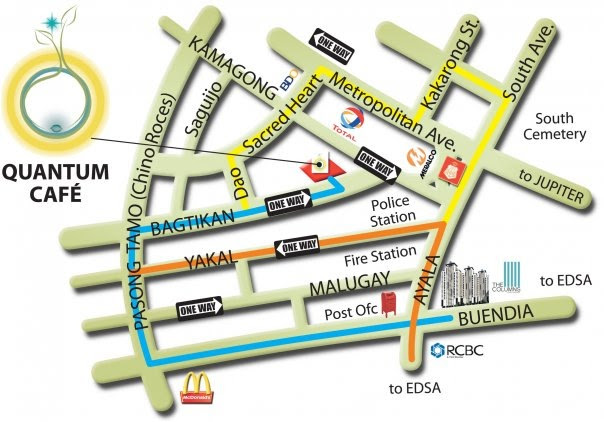 QUANTUM
CAFÉ
KAMAGONG
ONE WAY
Kakarong St.
South Ave.
BDO
Saguijo
Sacred Heart
Metropolitan Ave.
TOTAL
South
Cemetery
MERALCO
to JUPITER
ONE WAY
Dao
ONE WAY
BAGTIKAN
Police
Station
PASONG TAMO (Chino Roces)
YAKAL
ONE WAY
Fire Station
AYALA
MALUGAY
THE
COLUMNS
to EDSA
ONE WAY
Post Ofc
BUENDIA
RCBC
McDonald's
to EDSA